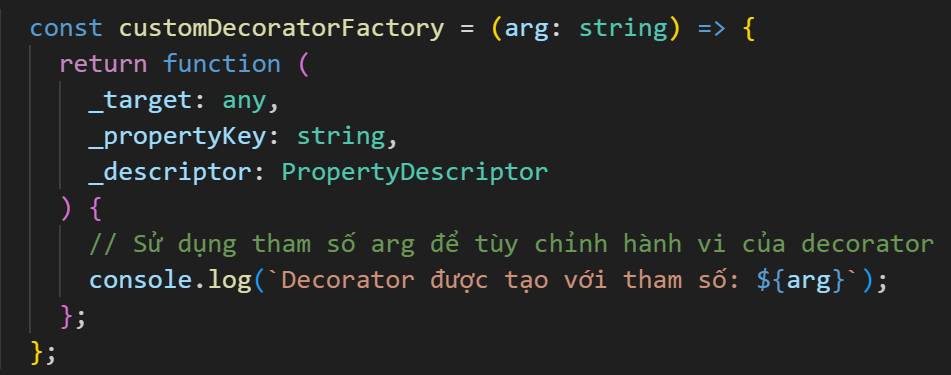 const customDecoratorFactory = (arg: string) => {
  return function (
    _target: any,
    _propertyKey: string,
    _descriptor: PropertyDescriptor
  ) {
    // Sử dụng tham số arg để tùy chỉnh hành vi của decorator
    console.log(`Decorator được tạo với tham số: ${arg}`);
  };
};